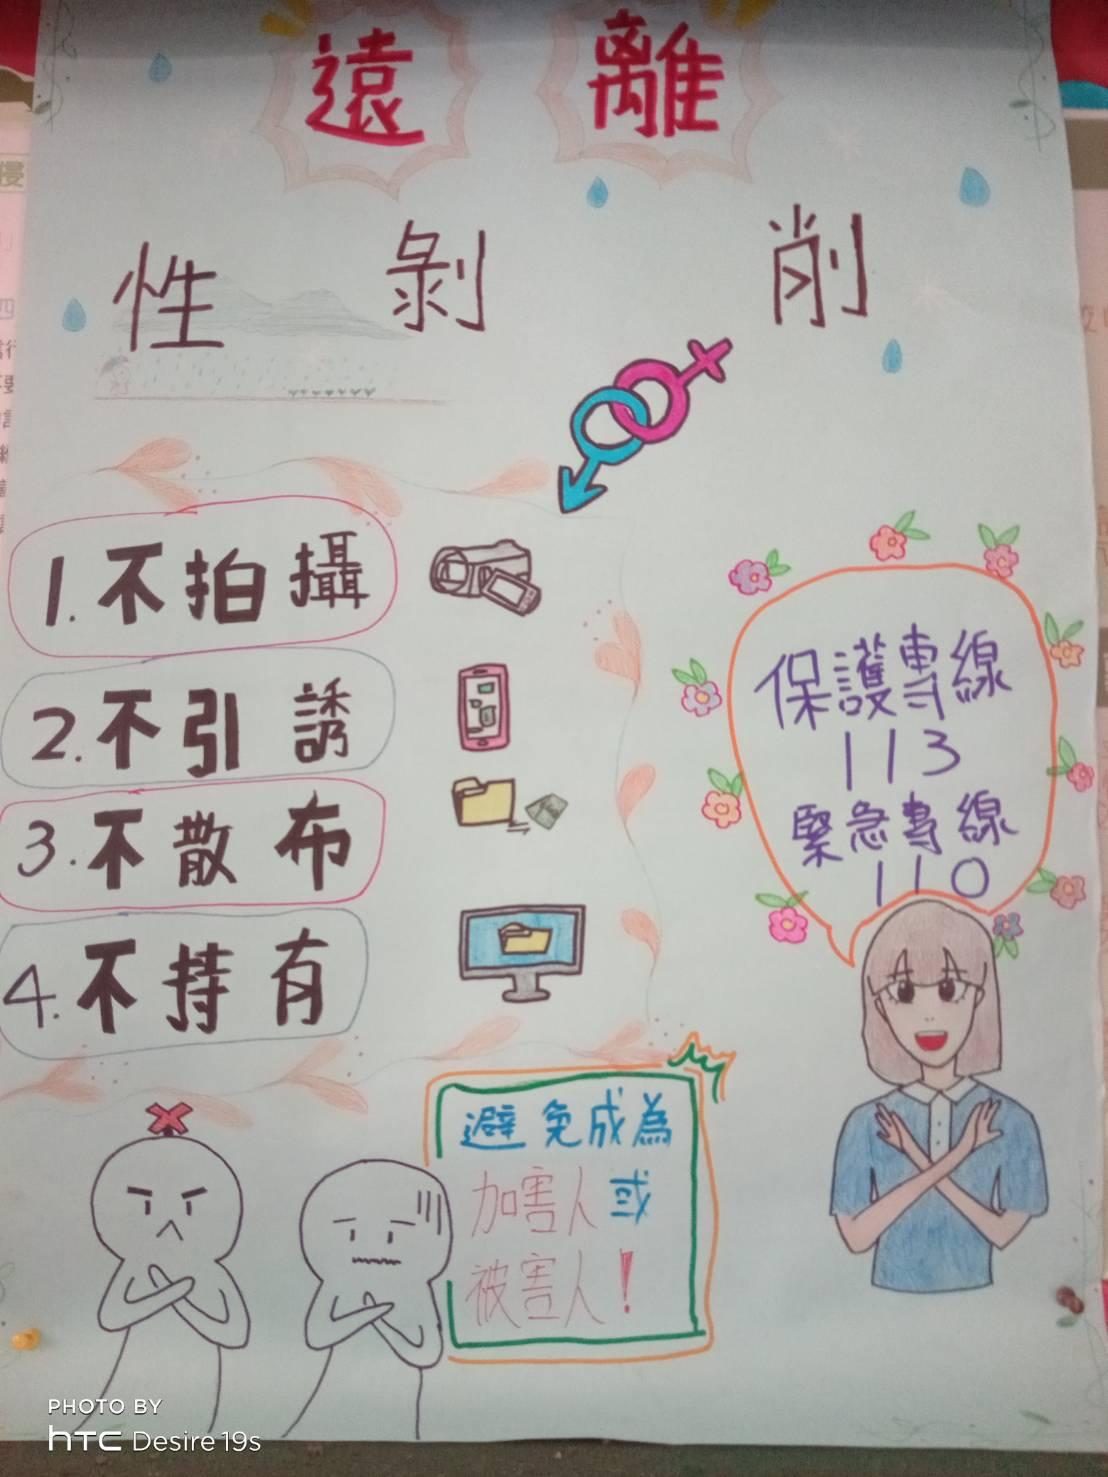 遠離
性剝削
1.不拍攝
2.不引誘
3.不散布
4.不持有
保護專線
113
緊急專線
110
避免成為
加害人或
被害人！
PHOTO BY
hTC Desire 19s